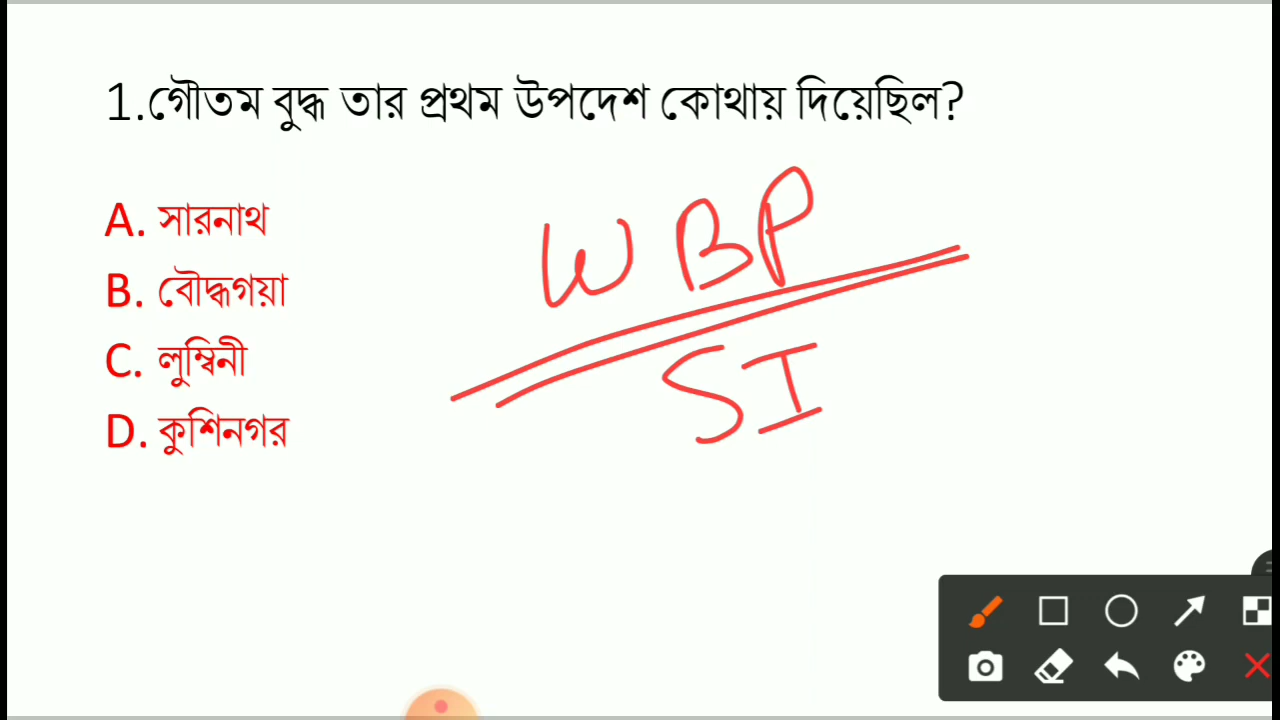 1.গৌতম বুদ্ধ তার প্রথম উপদেশ কোথায় দিয়েছিল?
A. সারনাথ
B. বৌদ্ধগয়া
C. লুম্বিনী
D. কুশিনগর
WBP
SI